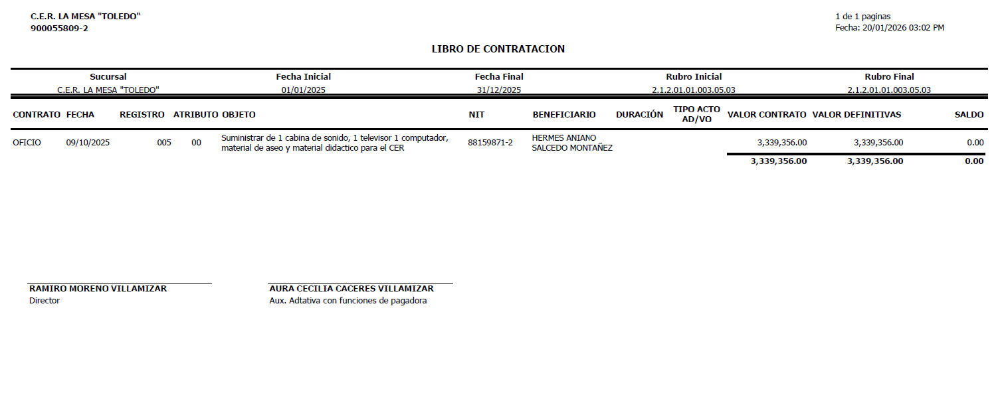 C.E.R. LA MESA "TOLEDO"
900055809-2
1 de 1 paginas
Fecha: 20/01/2026 03:02 PM
LIBRO DE CONTRATACION
Sucursal Fecha Inicial Fecha Final Rubro Inicial Rubro Final
C.E.R. LA MESA "TOLEDO" 01/01/2025 31/12/2025 2.1.2.01.01.003.05.03 2.1.2.01.01.003.05.03
CONTRATO FECHA REGISTRO ATRIBUTO OBJETO NIT BENEFICIARIO DURACIÓN TIPO ACTO AD/VO VALOR CONTRATO VALOR DEFINITIVAS SALDO
OFICIO 09/10/2025 005 00 Suministrar de 1 cabina de sonido, 1 televisor 1 computador, 88159871-2 HERMES ANIANO 3,339,356.00 3,339,356.00 0.00
material de aseo y material didactico para el CER SALCEDO MONTAÑEZ
3,339,356.00 3,339,356.00 0.00
RAMIRO MORENO VILLAMIZAR AURA CECILIA CACERES VILLAMIZAR
Director Aux. Adtativa con funciones de pagadora